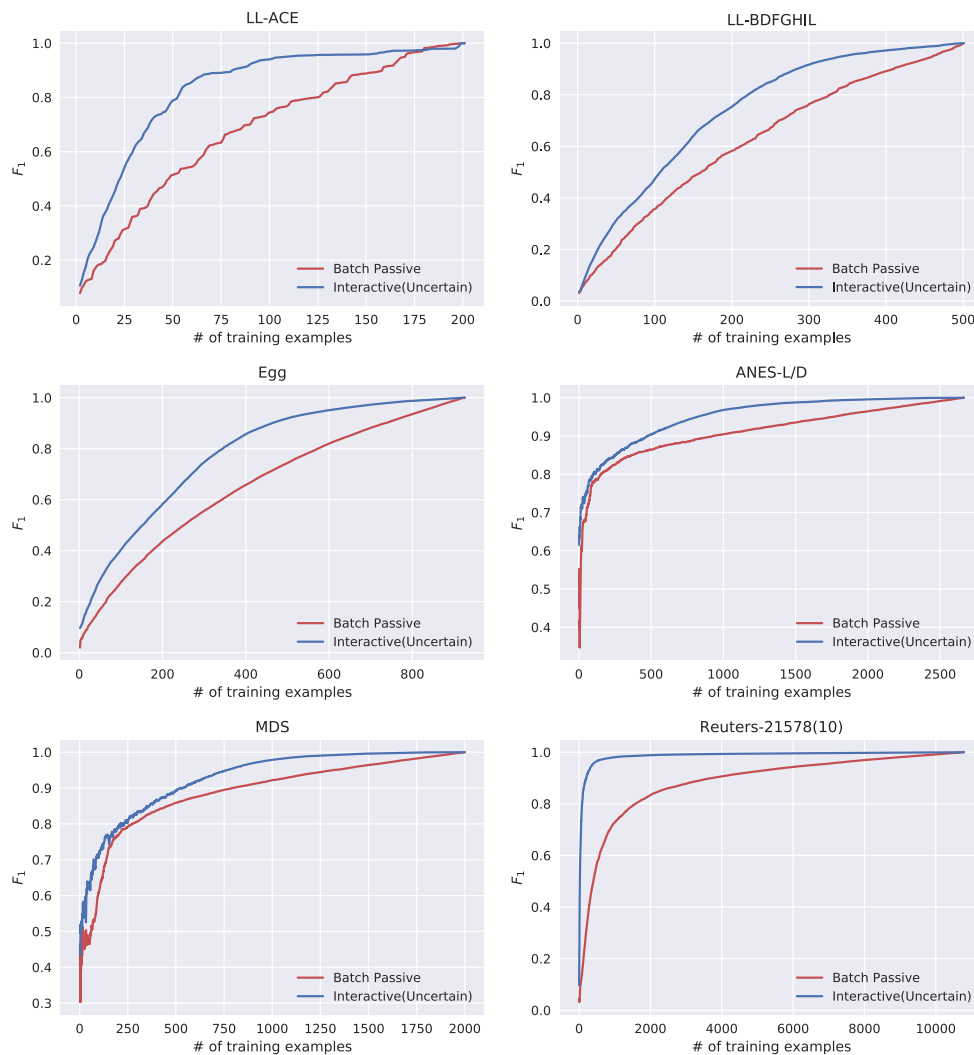 LL-ACE
1.0
0.8
0.6
0.4
0.2
F1
0 25 50 75 100 125 150 175 200
# of training examples
Batch Passive
Interactive(Uncertain)
LL-BDFGHIL
1.0
0.8
0.6
0.4
0.2
0.0
F1
0 100 200 300 400 500
# of training examples
Batch Passive
Interactive(Uncertain)
Egg
1.0
0.8
0.6
0.4
0.2
0.0
F1
0 200 400 600 800
# of training examples
Batch Passive
Interactive(Uncertain)
ANES-L/D
1.0
0.9
0.8
0.7
0.6
0.5
0.4
F1
0 500 1000 1500 2000 2500
# of training examples
Batch Passive
Interactive(Uncertain)
MDS
1.0
0.9
0.8
0.7
0.6
0.5
0.4
0.3
F1
0 250 500 750 1000 1250 1500 1750 2000
# of training examples
Batch Passive
Interactive(Uncertain)
Reuters-21578(10)
1.0
0.8
0.6
0.4
0.2
0.0
F1
0 2000 4000 6000 8000 10000
# of training examples
Batch Passive
Interactive(Uncertain)